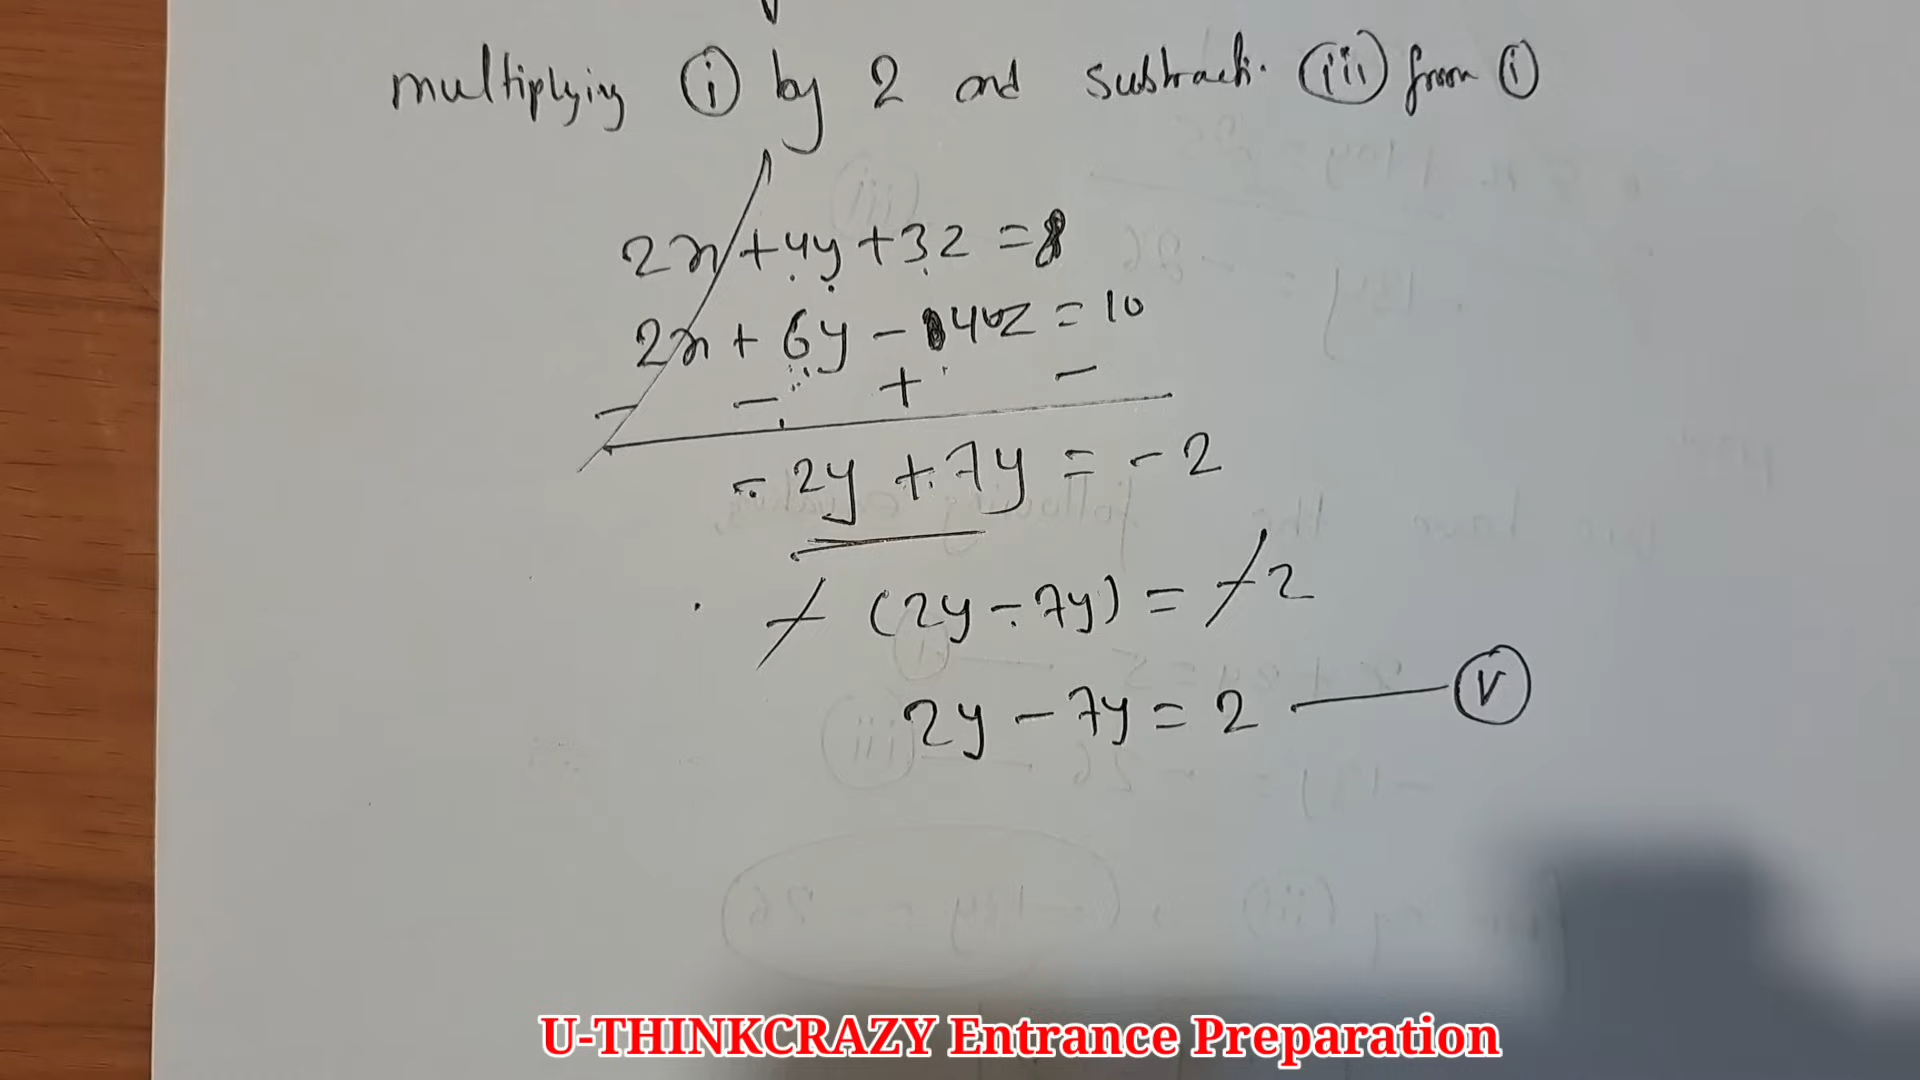 multiplying (i) by 2 and subtract. (iii) from (i)
2x + 4y + 3z = 8
2x + 6y - 4z = 10
- - + -
- 2y + 7y = - 2
- (2y - 7y) = - 2
2y - 7y = 2 — (V)
U-THINKCRAZY Entrance Preparation